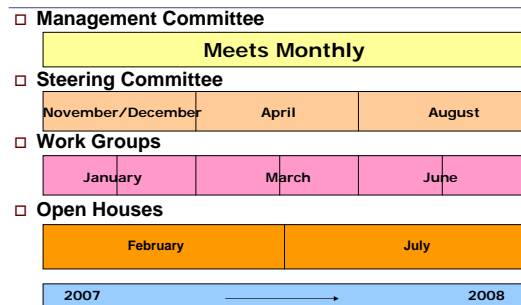 Management Committee
Meets Monthly
Steering Committee
November/December April August
Work Groups
January March June
Open Houses
February July
2007 2008